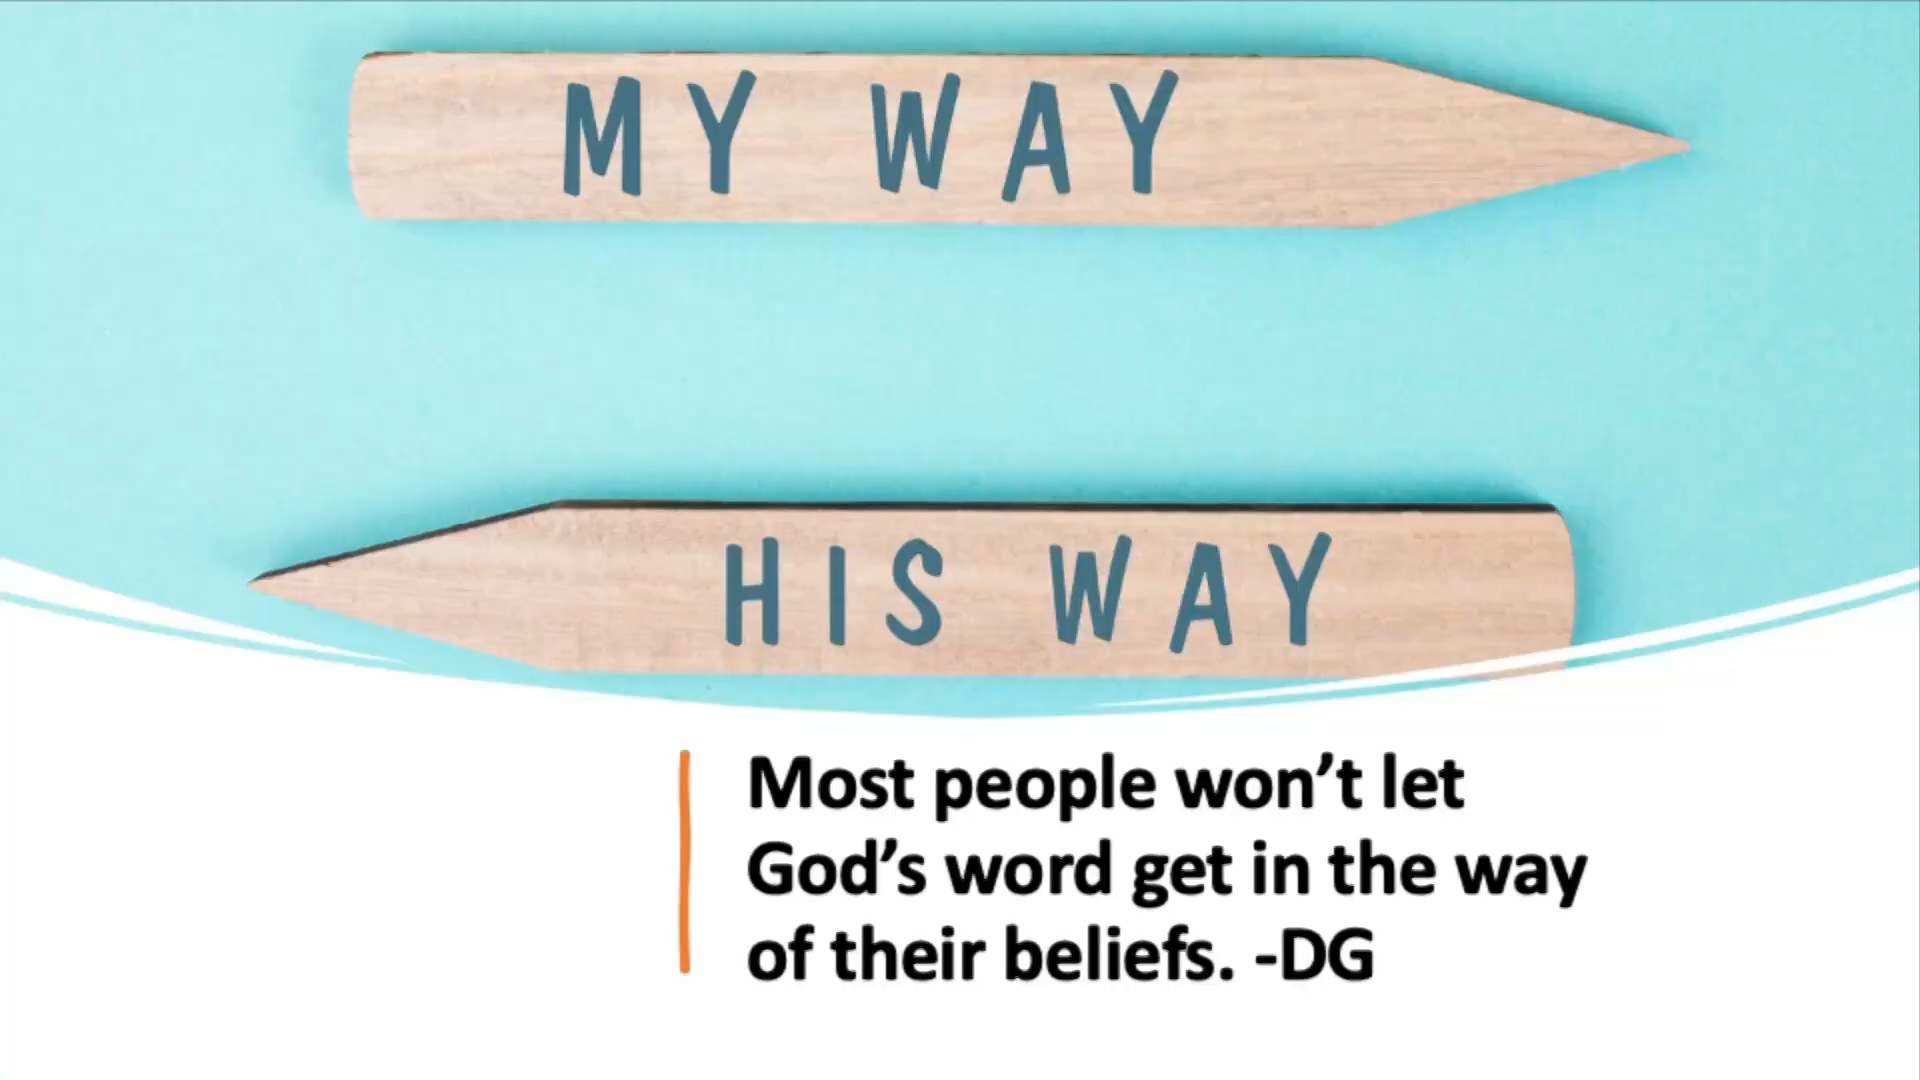 MY WAY
HIS WAY
Most people won’t let
God’s word get in the way
of their beliefs. -DG